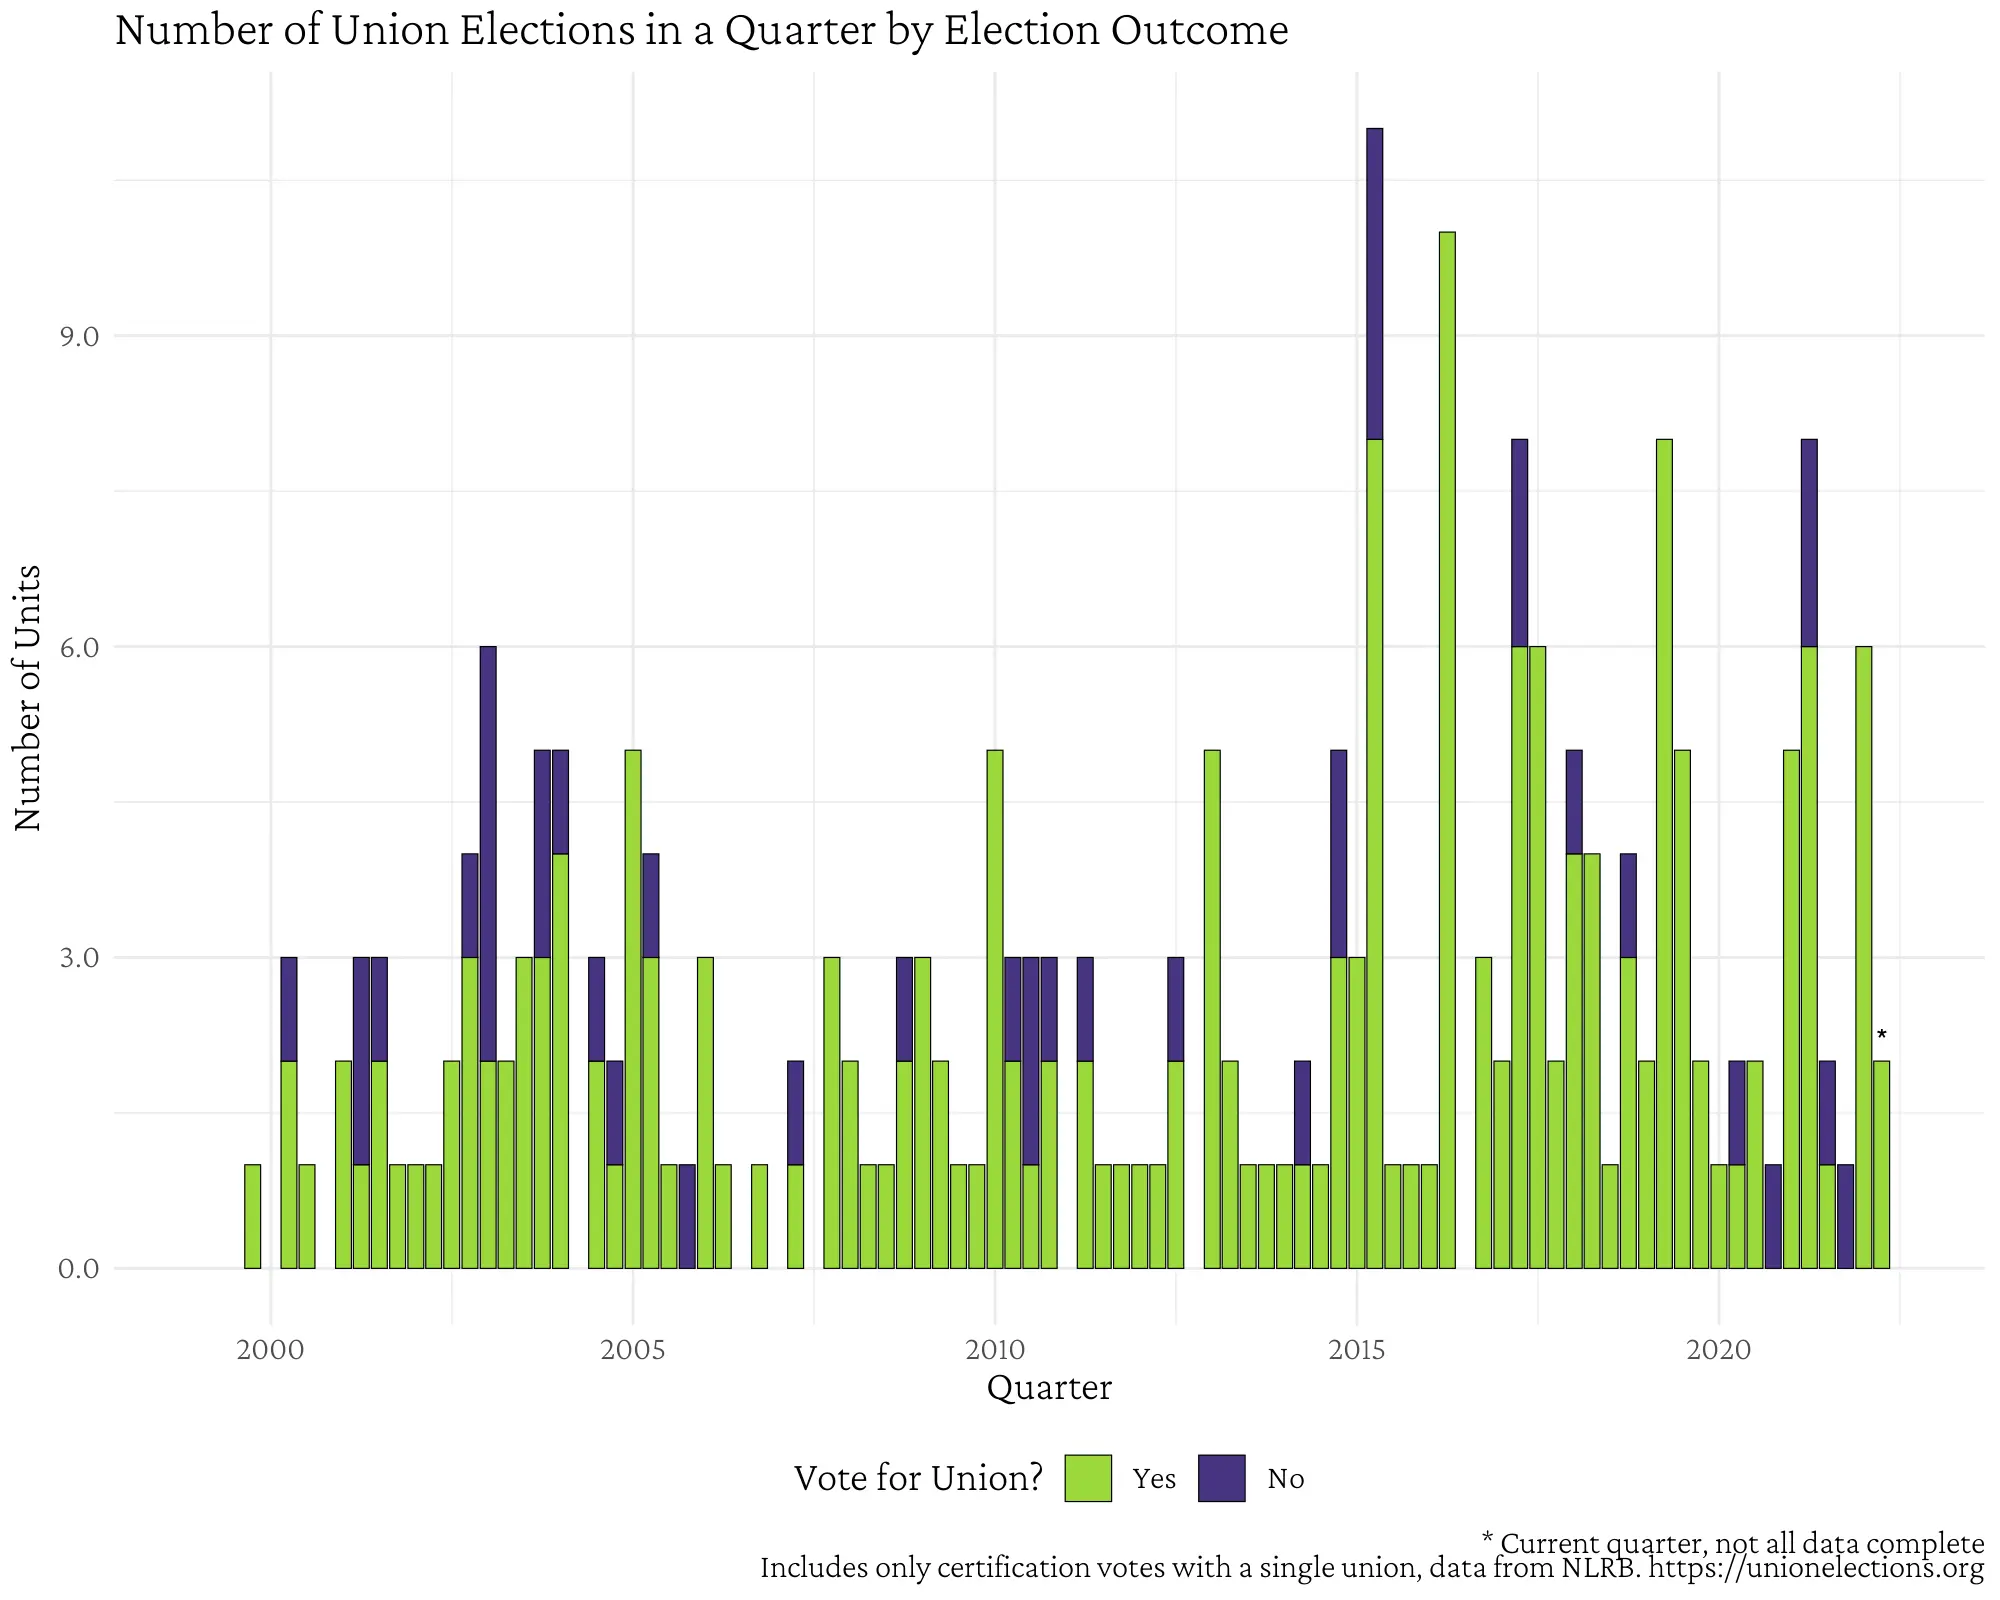 Number of Union Elections in a Quarter by Election Outcome
Number of Units
9.0
6.0
3.0
0.0
*
2000 2005 2010 2015 2020
Quarter
Vote for Union? Yes No
* Current quarter, not all data complete
Includes only certification votes with a single union, data from NLRB. https://unionelections.org